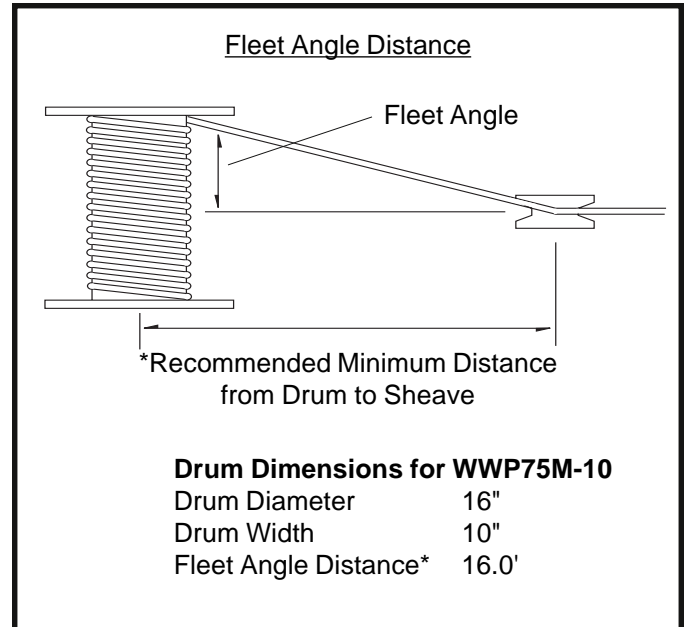 Fleet Angle Distance
Fleet Angle
*Recommended Minimum Distance
from Drum to Sheave
Drum Dimensions for WWP75M-10
Drum Diameter 16"
Drum Width 10"
Fleet Angle Distance* 16.0'